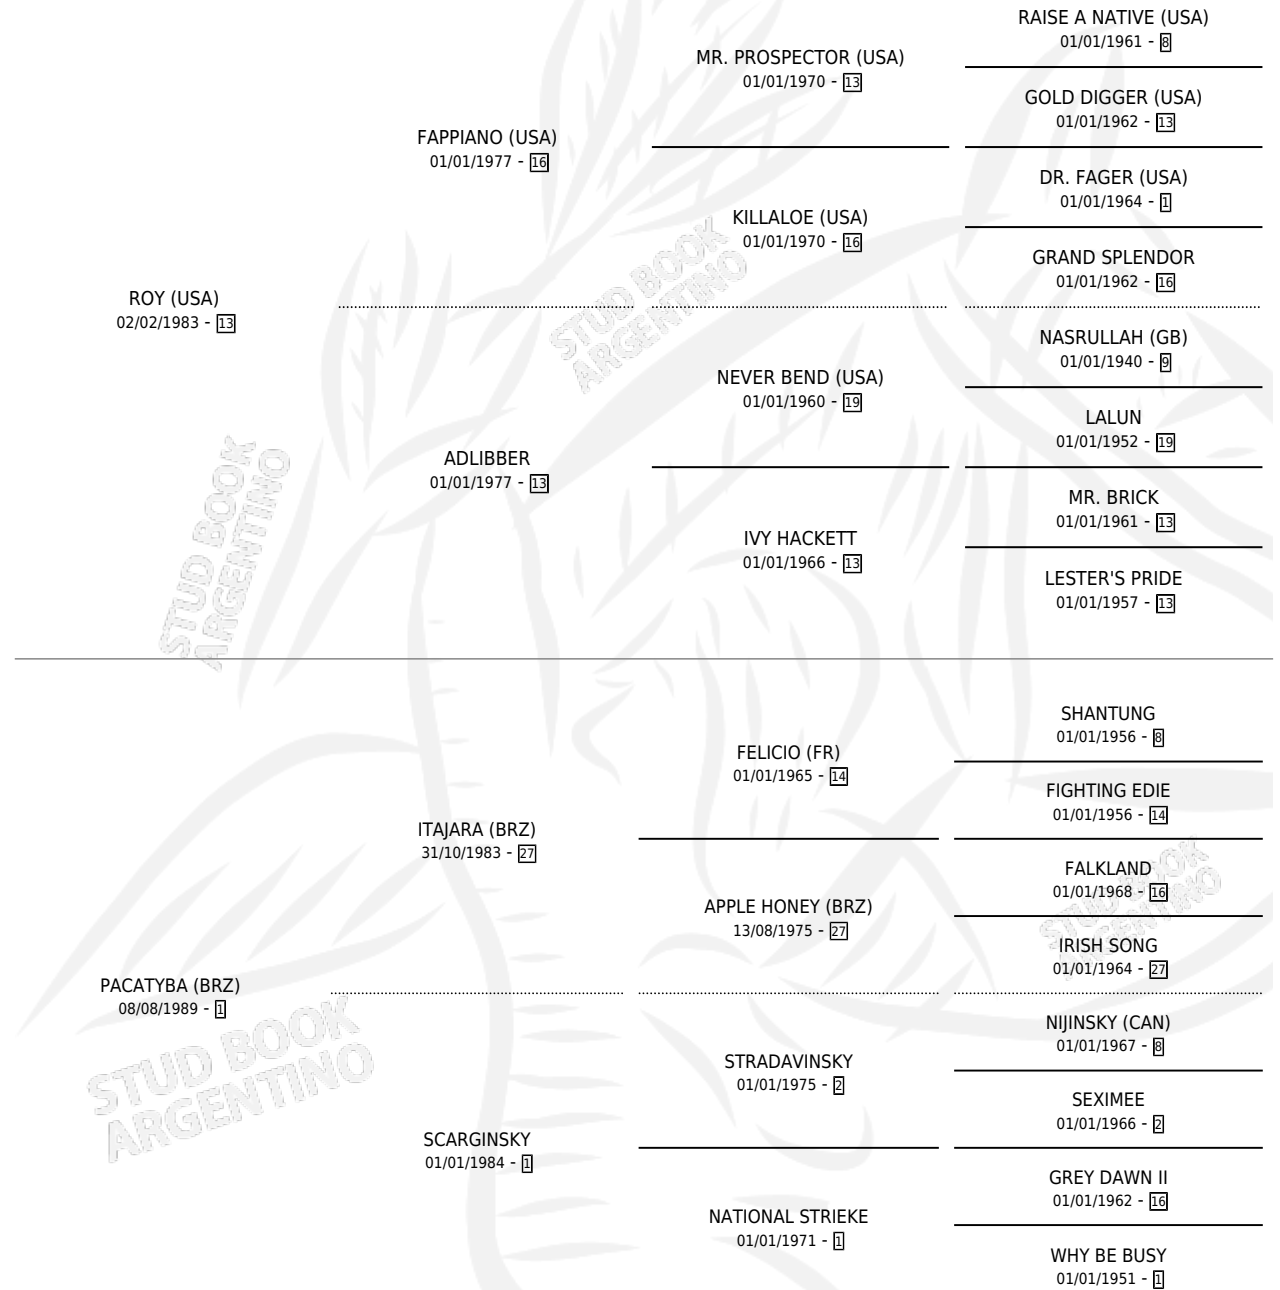 RAISE A NATIVE (USA)
01/01/1961 - 8
MR. PROSPECTOR (USA)
01/01/1970 - 13
GOLD DIGGER (USA)
01/01/1962 - 13
FAPPIANO (USA)
01/01/1977 - 16
DR. FAGER (USA)
01/01/1964 - 1
KILLALOE (USA)
01/01/1970 - 16
GRAND SPLENDOR
01/01/1962 - 16
ROY (USA)
02/02/1983 - 13
NASRULLAH (GB)
01/01/1940 - 9
NEVER BEND (USA)
01/01/1960 - 19
LALUN
01/01/1952 - 19
ADLIBBER
01/01/1977 - 13
MR. BRICK
01/01/1961 - 13
IVY HACKETT
01/01/1966 - 13
LESTER'S PRIDE
01/01/1957 - 13
STUD BOOK
ARGENTINO
STUD BOOK
ARGENTINO
SHANTUNG
01/01/1956 - 8
FELICIO (FR)
01/01/1965 - 14
FIGHTING EDIE
01/01/1956 - 14
ITAJARA (BRZ)
31/10/1983 - 27
FALKLAND
01/01/1968 - 16
APPLE HONEY (BRZ)
13/08/1975 - 27
IRISH SONG
01/01/1964 - 27
PACATYBA (BRZ)
08/08/1989 - 1
NIJINSKY (CAN)
01/01/1967 - 8
STRADAVINSKY
01/01/1975 - 2
SEXIMEE
01/01/1966 - 2
SCARGINSKY
01/01/1984 - 1
GREY DAWN II
01/01/1962 - 16
NATIONAL STRIEKE
01/01/1971 - 1
WHY BE BUSY
01/01/1951 - 1
STUD BOOK
ARGENTINO
STUD BOOK
ARGENTINO